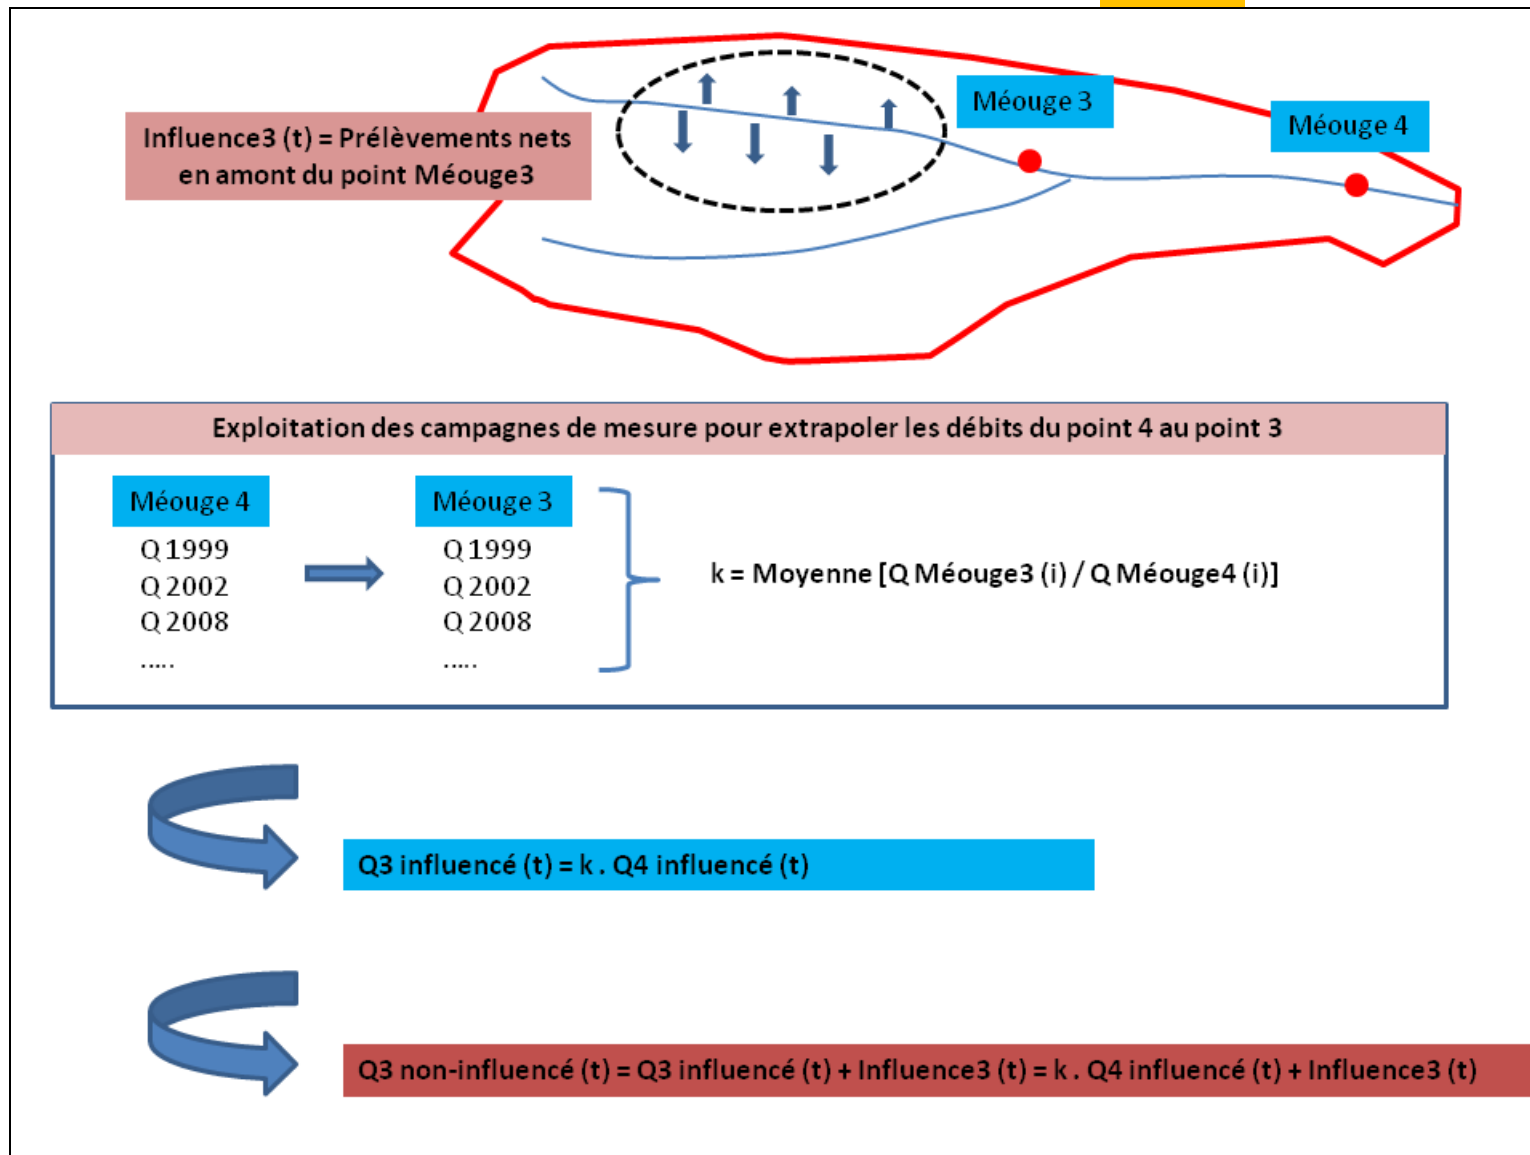 Méouge 3
Méouge 4
Influence3 (t) = Prélèvements nets
en amont du point Méouge3
Exploitation des campagnes de mesure pour extrapoler les débits du point 4 au point 3
Méouge 4
Méouge 3
Q 1999
Q 1999
Q 2002
Q 2002
Q 2008
Q 2008
.....
.....
k = Moyenne [Q Méouge3 (i) / Q Méouge4 (i)]
Q3 influencé (t) = k . Q4 influencé (t)
Q3 non-influencé (t) = Q3 influencé (t) + Influence3 (t) = k . Q4 influencé (t) + Influence3 (t)